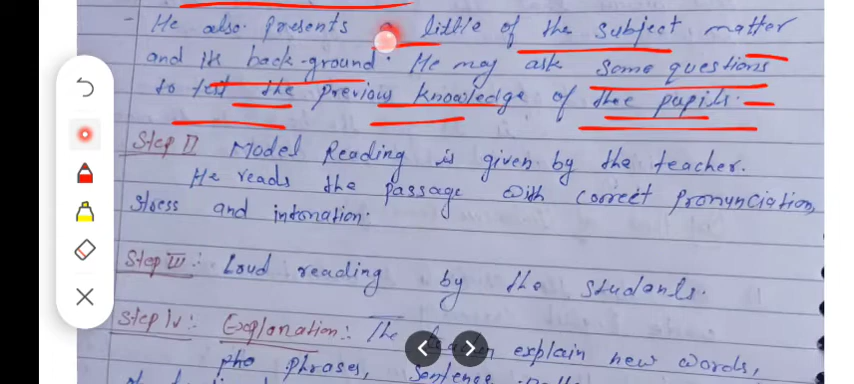 - He also presents a little of the subject matter
and its back-ground. He may ask some questions
to test the previous knowledge of thee pupils.
Step II Model Reading is given by the teacher.
He reads the passage with correct pronunciation,
stress and intonation.
Step III: Loud reading by the students.
Step IV: Explanation: The explain new words,
pho phrases, sentence